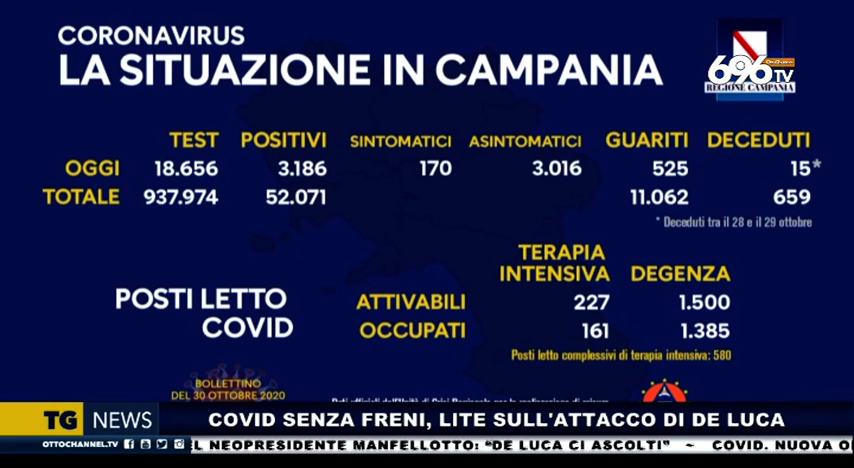 CORONAVIRUS
LA SITUAZIONE IN CAMPANIA
696 TV
REGIONE CAMPANIA
TEST POSITIVI SINTOMATICI ASINTOMATICI GUARITI DECEDUTI
OGGI 18.656 3.186 170 3.016 525 15*
TOTALE 937.974 52.071 11.062 659
* Deceduti tra il 28 e il 29 ottobre
TERAPIA
INTENSIVA DEGENZA
POSTI LETTO
COVID
ATTIVABILI 227 1.500
OCCUPATI 161 1.385
Posti letto complessivi di terapia intensiva: 580
BOLLETTINO
DEL 30 OTTOBRE 2020
TG NEWS
COVID SENZA FRENI, LITE SULL'ATTACCO DI DE LUCA
OTTOCHANNEL.TV
EL NEOPRESIDENTE MANFELLOTTO: “DE LUCA CI ASCOLTI” ~ COVID. NUOVA